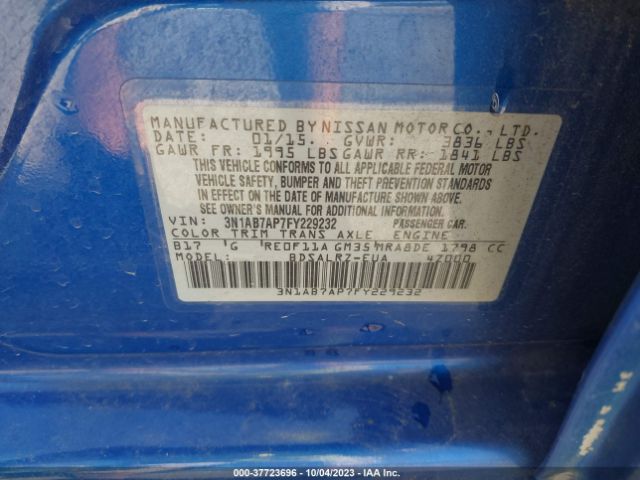 MANUFACTURED BY NISSAN MOTOR CO., LTD.
DATE: 01/15. GVWR: 3836 LBS
GAWR FR: 1995 LBS GAWR RR: 1841 LBS
THIS VEHICLE CONFORMS TO ALL APPLICABLE FEDERAL MOTOR
VEHICLE SAFETY, BUMPER AND THEFT PREVENTION STANDARDS
IN EFFECT ON THE DATE OF MANUFACTURE SHOWN ABOVE.
SEE OWNER'S MANUAL FOR ADDITIONAL INFORMATION.
VIN: 3N1AB7AP7FY229232 PASSENGER CAR.
COLOR TRIM TRANS AXLE ENGINE
B17 G RE0F11A GM35 MRA8DE 1798 CC
MODEL: BDSALRZ-EUA 47000
3N1AB7AP7FY229232
000-37723696 - 10/04/2023 - IAA Inc.